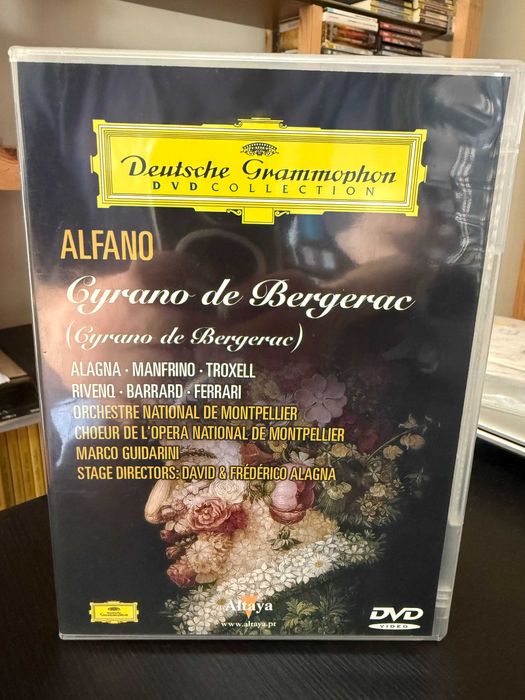 Deutsche Grammophon
DVD COLLECTION
ALFANO
Cyrano de Bergerac
(Cyrano de Bergerac)
ALAGNA · MANFRINO · TROXELL
RIVENQ · BARRARD · FERRARI
ORCHESTRE NATIONAL DE MONTPELLIER
CHOEUR DE L'OPERA NATIONAL DE MONTPELLIER
MARCO GUIDARINI
STAGE DIRECTORS: DAVID & FRÉDÉRICO ALAGNA
Altaya
www.altaya.pt
DVD
VIDEO